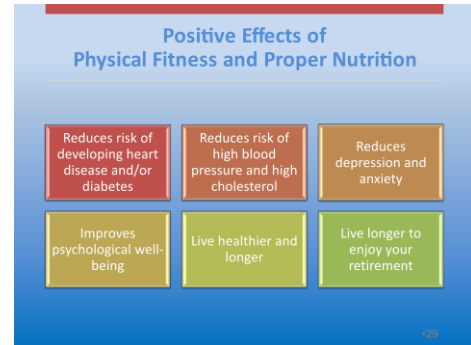 Positive Effects of
Physical Fitness and Proper Nutrition
Reduces risk of
developing heart
disease and/or
diabetes
Reduces risk of
high blood
pressure and high
cholesterol
Reduces
depression and
anxiety
Improves
psychological well-
being
Live healthier and
longer
Live longer to
enjoy your
retirement
•29